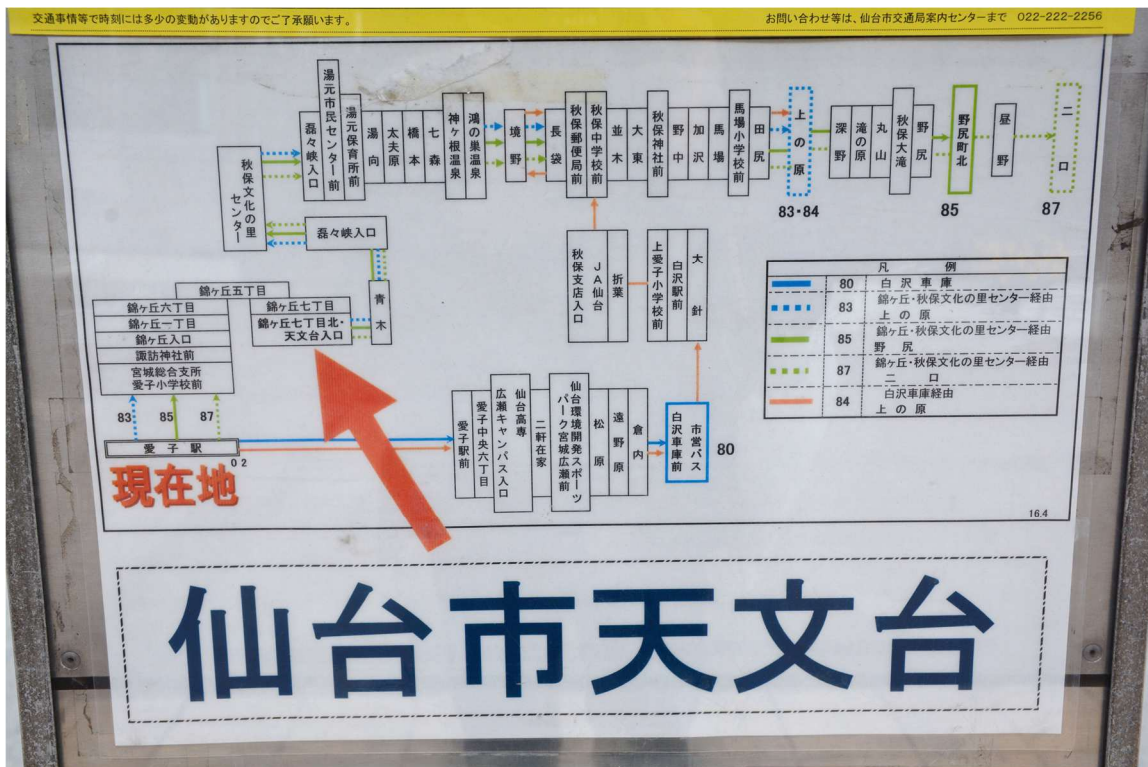 交通事情等で時刻には多少の変動がありますのでご了承願います。
お問い合わせ等は、仙台市交通局案内センターまで 022-222-2256
秋保文化の里センター
磊々峡入口
湯元市民センター前
湯元保育所前
湯向
太夫原
橋本
七森
神ヶ根温泉
鴻の巣温泉
境野
長袋
秋保郵便局前
秋保中学校前
並木
大東
秋保神社前
野中
加沢
馬場
馬場小学校前
田尻
上の原
83・84
深野
滝の原
丸山
秋保大滝
野尻
野尻町北
85
昼野
二口
87
磊々峡入口
青木
錦ヶ丘五丁目
錦ヶ丘六丁目
錦ヶ丘一丁目
錦ヶ丘入口
諏訪神社前
宮城総合支所
愛子小学校前
錦ヶ丘七丁目
錦ヶ丘七丁目北・
天文台入口
83
85
87
愛子駅
02
現在地
秋保支店入口
JA仙台
折葉
上愛子小学校前
白沢駅前
大針
愛子駅前
愛子中央六丁目
広瀬キャンパス入口
仙台高専
二軒在家
仙台環境開発スポーツ
パーク宮城広瀬前
松原
遠野原
倉内
市営バス
白沢車庫前
80
凡例
80 白沢車庫
83 錦ヶ丘・秋保文化の里センター経由
上の原
85 錦ヶ丘・秋保文化の里センター経由
野尻
87 錦ヶ丘・秋保文化の里センター経由
二口
84 白沢車庫経由
上の原
16.4
仙台市天文台